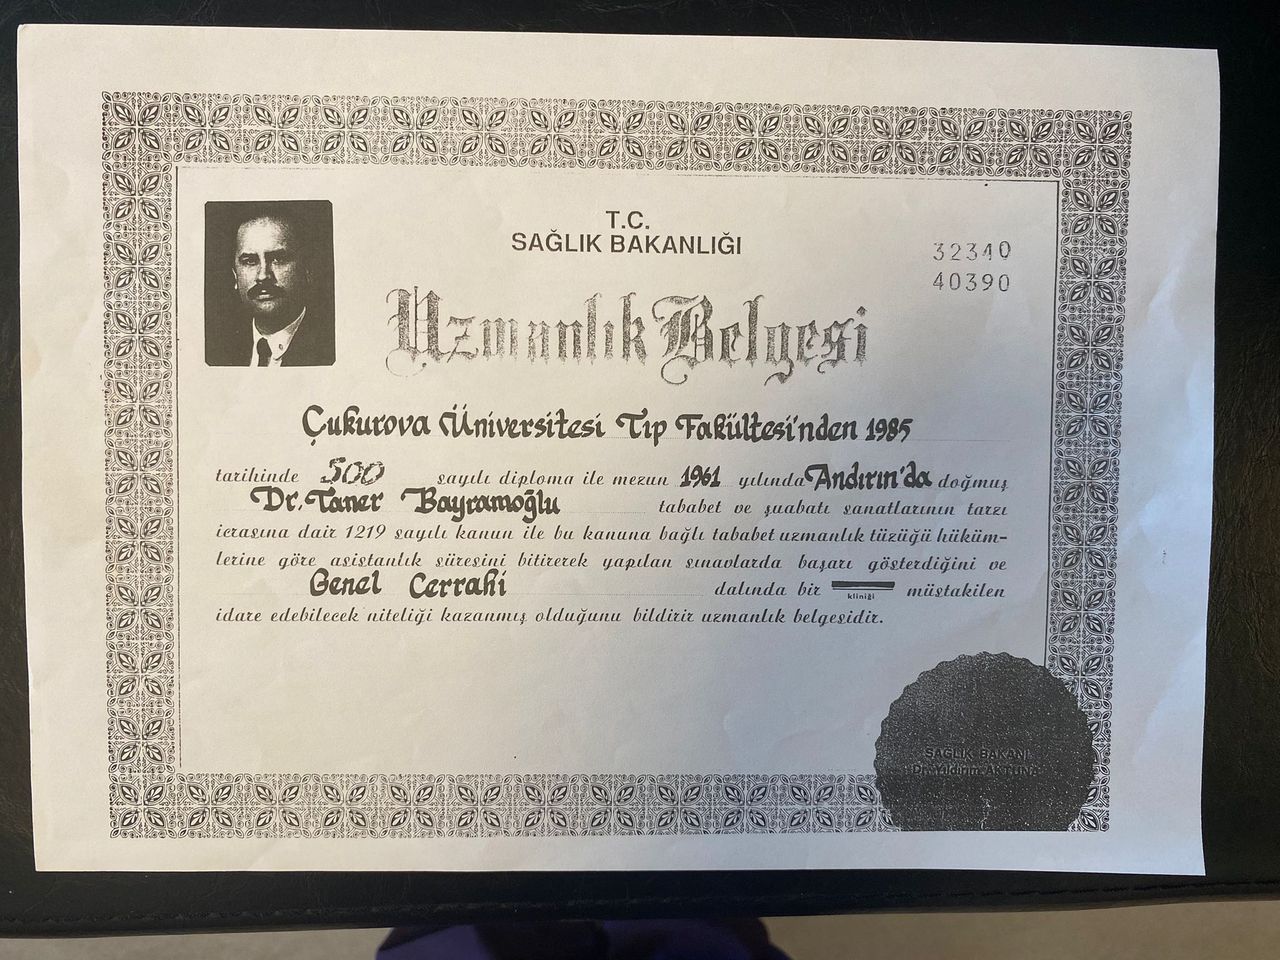 T.C.
SAĞLIK BAKANLIĞI
32340
40390
Uzmanlık Belgesi
Çukurova Üniversitesi Tıp Fakültesi'nden 1985
tarihinde 500 sayılı diploma ile mezun 1961 yılında Andırın'da doğmuş
Dr. Taner Bayramoğlu tababet ve şuabatı sanatlarının tarzı
icrasına dair 1219 sayılı kanun ile bu kanuna bağlı tababet uzmanlık tüzüğü hüküm-
lerine göre asistanlık süresini bitirerek yapılan sınavlarda başarı gösterdiğini ve
Genel Cerrahi dalında bir kliniği müstakilen
idare edebilecek niteliği kazanmış olduğunu bildirir uzmanlık belgesidir.
SAĞLIK BAKANI
Dr. Yıldırım AKTUNA